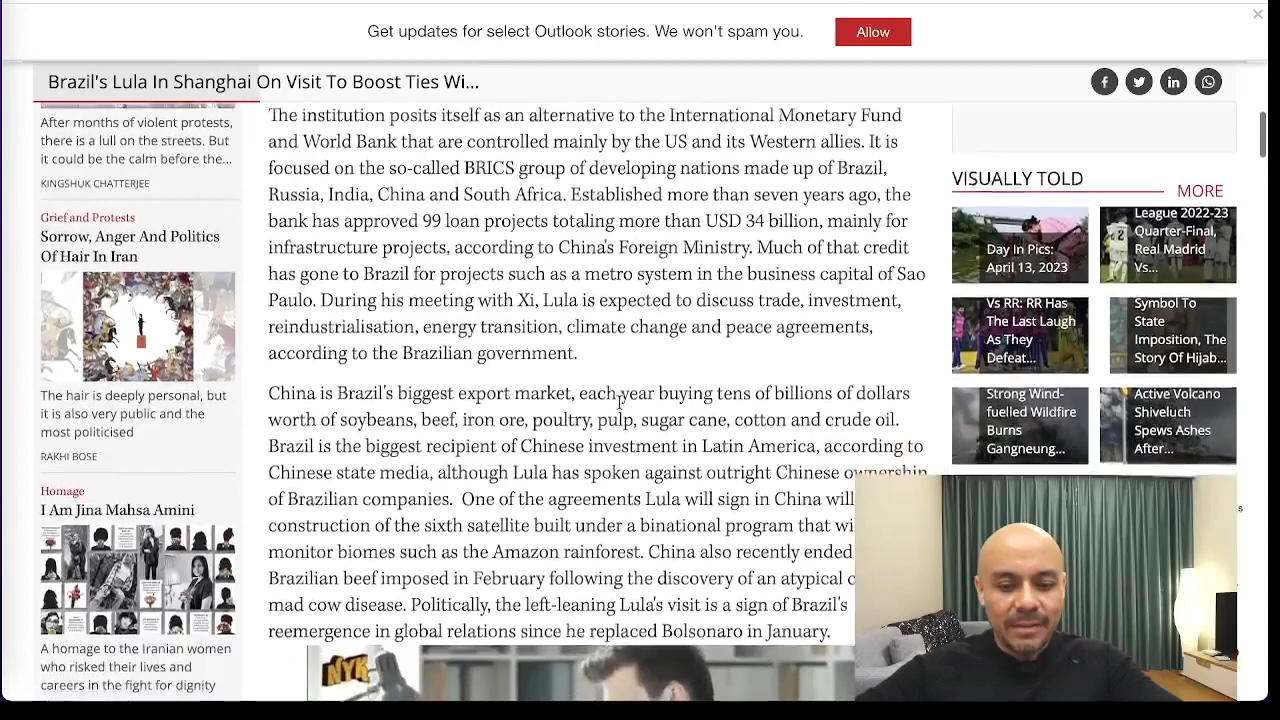 Get updates for select Outlook stories. We won't spam you.
Allow
Brazil's Lula In Shanghai On Visit To Boost Ties Wi...
After months of violent protests,
there is a lull on the streets. But
it could be the calm before the...
KINGSHUK CHATTERJEE
Grief and Protests
Sorrow, Anger And Politics
Of Hair In Iran
The hair is deeply personal, but
it is also very public and the
most politicised
RAKHI BOSE
Homage
I Am Jina Mahsa Amini
A homage to the Iranian women
who risked their lives and
careers in the fight for dignity
The institution posits itself as an alternative to the International Monetary Fund
and World Bank that are controlled mainly by the US and its Western allies. It is
focused on the so-called BRICS group of developing nations made up of Brazil,
Russia, India, China and South Africa. Established more than seven years ago, the
bank has approved 99 loan projects totaling more than USD 34 billion, mainly for
infrastructure projects, according to China's Foreign Ministry. Much of that credit
has gone to Brazil for projects such as a metro system in the business capital of Sao
Paulo. During his meeting with Xi, Lula is expected to discuss trade, investment,
reindustrialisation, energy transition, climate change and peace agreements,
according to the Brazilian government.
China is Brazil's biggest export market, each year buying tens of billions of dollars
worth of soybeans, beef, iron ore, poultry, pulp, sugar cane, cotton and crude oil.
Brazil is the biggest recipient of Chinese investment in Latin America, according to
Chinese state media, although Lula has spoken against outright Chinese ownership
of Brazilian companies. One of the agreements Lula will sign in China will
construction of the sixth satellite built under a binational program that
monitor biomes such as the Amazon rainforest. China also recently ended
Brazilian beef imposed in February following the discovery of an atypical
mad cow disease. Politically, the left-leaning Lula's visit is a sign of Brazil's
reemergence in global relations since he replaced Bolsonaro in January.
NYK
VISUALLY TOLD
MORE
Day In Pics:
April 13, 2023
League 2022-23
Quarter-Final,
Real Madrid
Vs...
Vs RR: RR Has
The Last Laugh
As They
Defeat...
Symbol To
State
Imposition, The
Story Of Hijab...
Strong Wind-
fuelled Wildfire
Burns
Gangneung...
Active Volcano
Shiveluch
Spews Ashes
After...